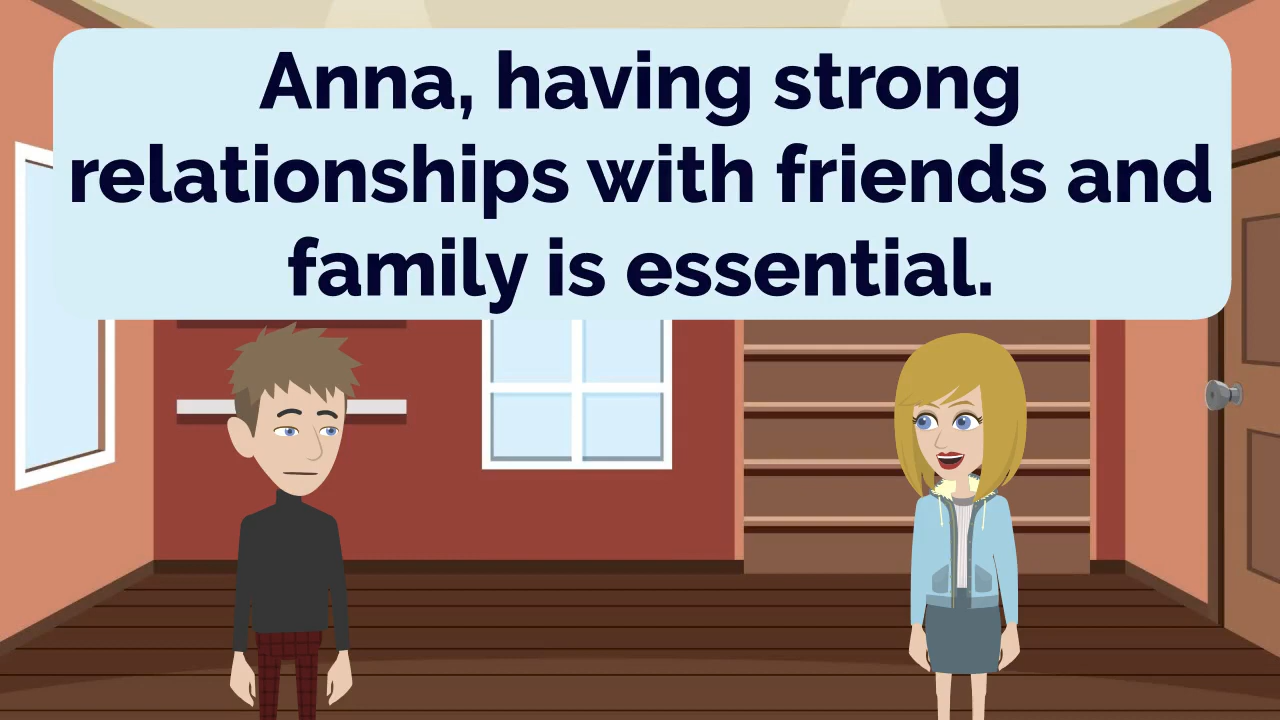 Anna, having strong
relationships with friends and
family is essential.